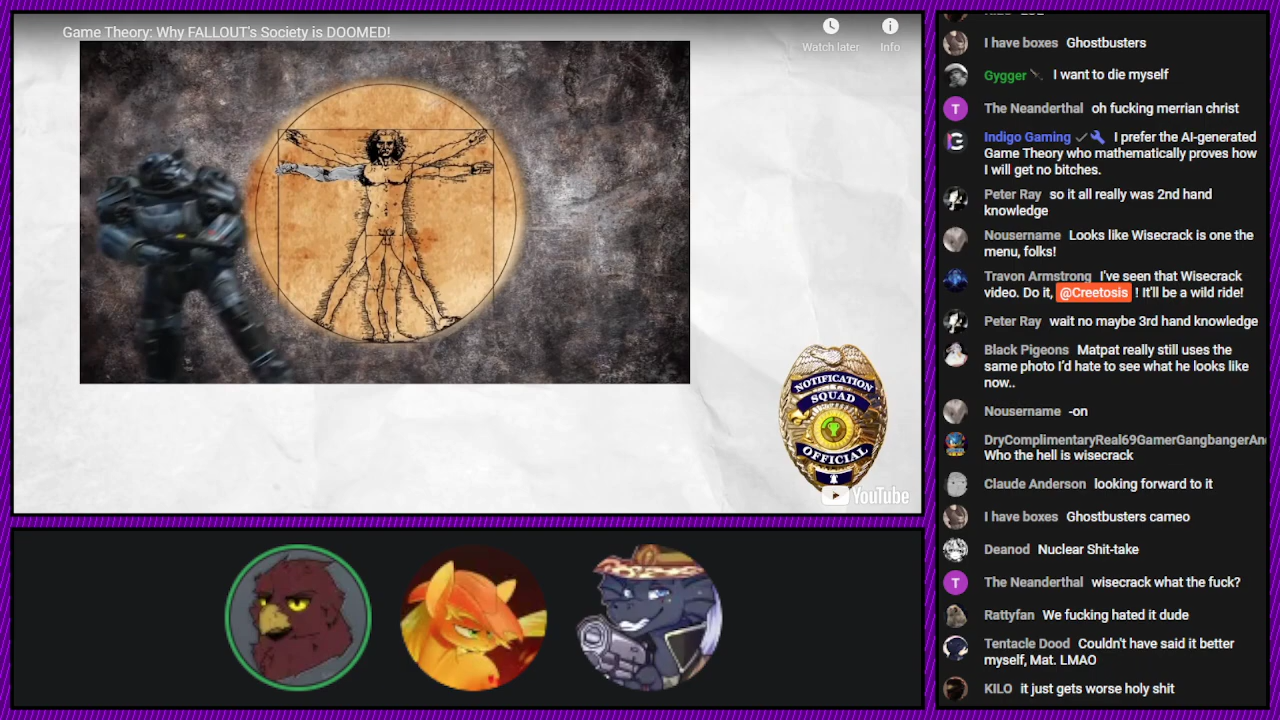 Game Theory: Why FALLOUT's Society is DOOMED!
Watch later
Info
NOTIFICATION
SQUAD
OFFICIAL
YouTube
I have boxes Ghostbusters
Gygger I want to die myself
T
The Neanderthal oh fucking merrian christ
Indigo Gaming I prefer the AI-generated
Game Theory who mathematically proves how
I will get no bitches.
Peter Ray so it all really was 2nd hand
knowledge
Nousername Looks like Wisecrack is one the
menu, folks!
Travon Armstrong I've seen that Wisecrack
video. Do it, @Creetosis ! It'll be a wild ride!
Peter Ray wait no maybe 3rd hand knowledge
Black Pigeons Matpat really still uses the
same photo I'd hate to see what he looks like
now..
Nousername -on
DryComplimentaryReal69GamerGangbangerAn
Who the hell is wisecrack
Claude Anderson looking forward to it
I have boxes Ghostbusters cameo
Deanod Nuclear Shit-take
T
The Neanderthal wisecrack what the fuck?
Rattyfan We fucking hated it dude
Tentacle Dood Couldn't have said it better
myself, Mat. LMAO
KILO it just gets worse holy shit